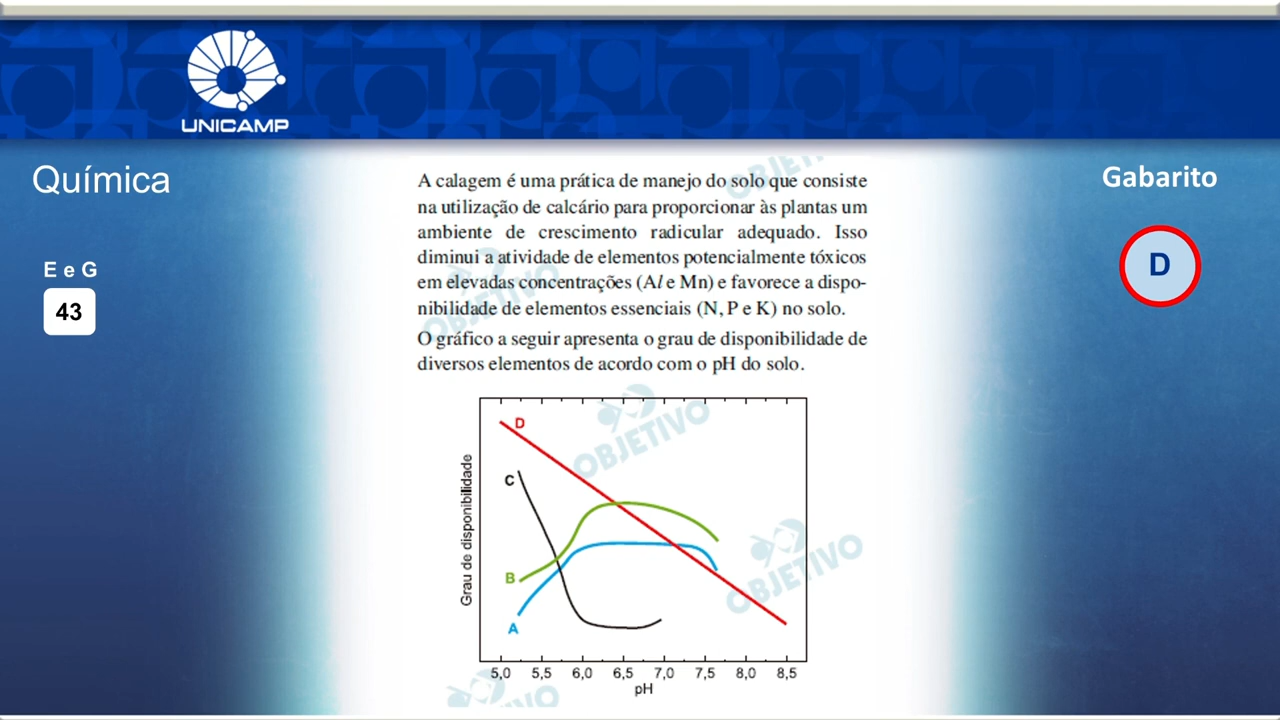 UNICAMP
Química
E e G
43
Gabarito
D
A calagem é uma prática de manejo do solo que consiste
na utilização de calcário para proporcionar às plantas um
ambiente de crescimento radicular adequado. Isso
diminui a atividade de elementos potencialmente tóxicos
em elevadas concentrações (Al e Mn) e favorece a dispo-
nibilidade de elementos essenciais (N, P e K) no solo.
O gráfico a seguir apresenta o grau de disponibilidade de
diversos elementos de acordo com o pH do solo.
Grau de disponibilidade
D
C
B
A
5,0 5,5 6,0 6,5 7,0 7,5 8,0 8,5
pH
OBJETIVO
OBJETIVO
OBJETIVO
OBJETIVO